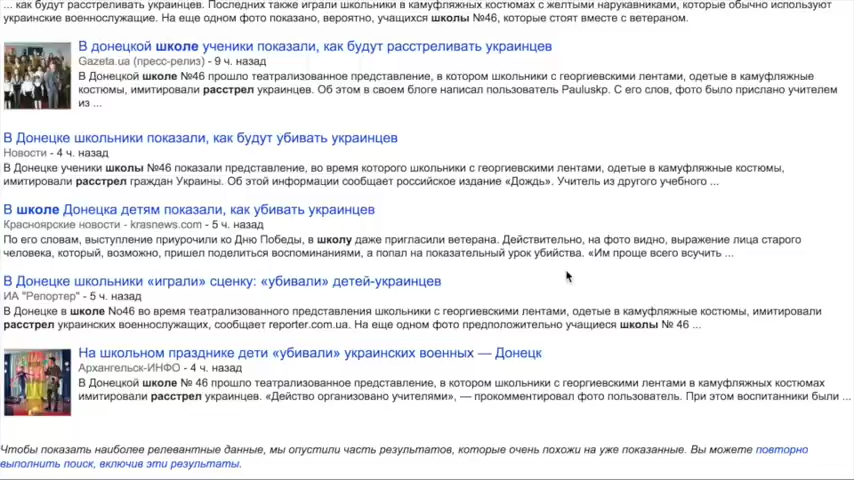 ... как будут расстреливать украинцев. Последних также играли школьники в камуфляжных костюмах с желтыми нарукавниками, которые обычно используют
украинские военнослужащие. На еще одном фото показано, вероятно, учащихся школы №46, которые стоят вместе с ветераном.
В донецкой школе ученики показали, как будут расстреливать украинцев
Gazeta.ua (пресс-релиз) - 9 ч. назад
В Донецкой школе №46 прошло театрализованное представление, в котором школьники с георгиевскими лентами, одетые в камуфляжные
костюмы, имитировали расстрел украинцев. Об этом в своем блоге написал пользователь Pauluskp. С его слов, фото было прислано учителем
из ...
В Донецке школьники показали, как будут убивать украинцев
Новости - 4 ч. назад
В Донецке ученики школы №46 показали представление, во время которого школьники с георгиевскими лентами, одетые в камуфляжные костюмы,
имитировали расстрел граждан Украины. Об этой информации сообщает российское издание «Дождь». Учитель из другого учебного ...
В школе Донецка детям показали, как убивать украинцев
Красноярские новости - krasnews.com - 5 ч. назад
По его словам, выступление приурочили ко Дню Победы, в школу даже пригласили ветерана. Действительно, на фото видно, выражение лица старого
человека, который, возможно, пришел поделиться воспоминаниями, а попал на показательный урок убийства. «Им проще всего всучить ...
В Донецке школьники «играли» сценку: «убивали» детей-украинцев
ИА "Репортер" - 5 ч. назад
В Донецке в школе No46 во время театрализованного представления школьники с георгиевскими лентами, одетые в камуфляжные костюмы, имитировали
расстрел украинских военнослужащих, сообщает reporter.com.ua. На еще одном фото предположительно учащиеся школы № 46 ...
На школьном празднике дети «убивали» украинских военных — Донецк
Архангельск-ИНФО - 4 ч. назад
В Донецкой школе № 46 прошло театрализованное представление, в котором школьники с георгиевскими лентами в камуфляжных костюмах
имитировали расстрел украинцев. «Действо организовано учителями», — прокомментировал фото пользователь. При этом воспитанники были ...
Чтобы показать наиболее релевантные данные, мы опустили часть результатов, которые очень похожи на уже показанные. Вы можете повторно
выполнить поиск, включив эти результаты.